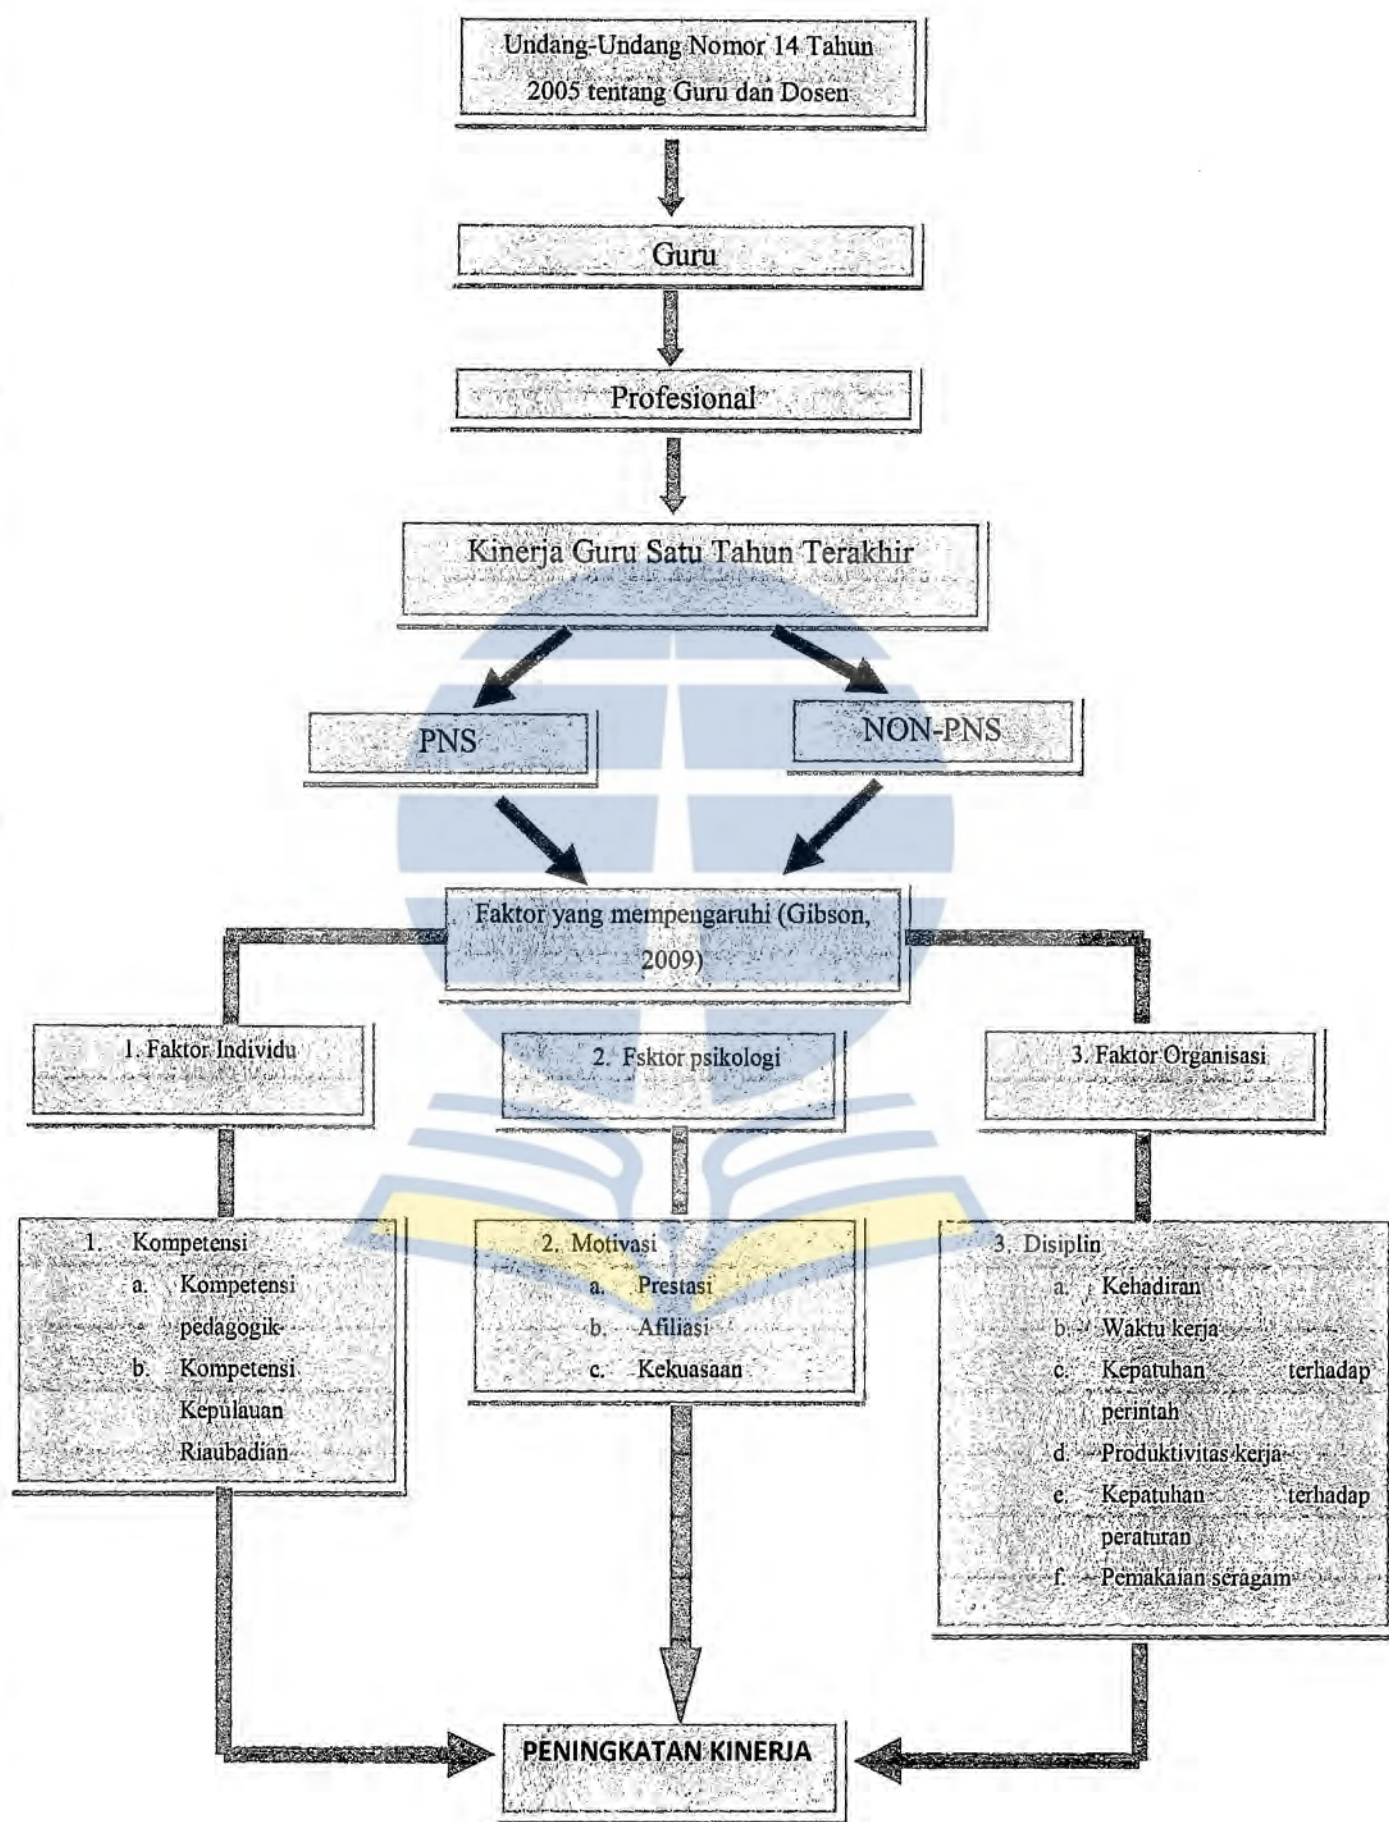 Undang-Undang Nomor 14 Tahun
2005 tentang Guru dan Dosen
Guru
Profesional
Kinerja Guru Satu Tahun Terakhir
PNS
NON-PNS
Faktor yang mempengaruhi (Gibson,
2009)
1. Faktor Individu
2. Fsktor psikologi
3. Faktor Organisasi
1. Kompetensi
a. Kompetensi
pedagogik
b. Kompetensi
Kepulauan
Riaubadian
2. Motivasi
a. Prestasi
b. Afiliasi
c. Kekuasaan
3. Disiplin
a. Kehadiran
b. Waktu kerja
c. Kepatuhan terhadap
perintah
d. Produktivitas kerja
e. Kepatuhan terhadap
peraturan
f. Pemakaian seragam
PENINGKATAN KINERJA